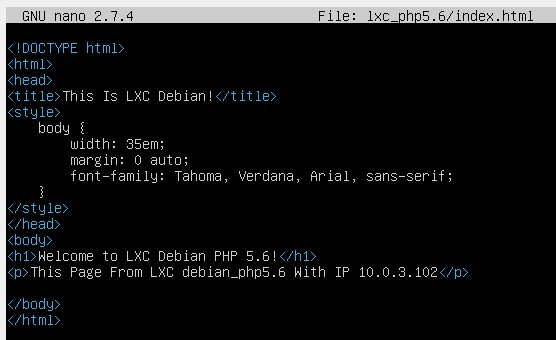 GNU nano 2.7.4 File: lxc_php5.6/index.html
<!DOCTYPE html>
<html>
<head>
<title>This Is LXC Debian!</title>
<style>
    body {
        width: 35em;
        margin: 0 auto;
        font-family: Tahoma, Verdana, Arial, sans-serif;
    }
</style>
</head>
<body>
<h1>Welcome to LXC Debian PHP 5.6!</h1>
<p>This Page From LXC debian_php5.6 With IP 10.0.3.102</p>
</body>
</html>